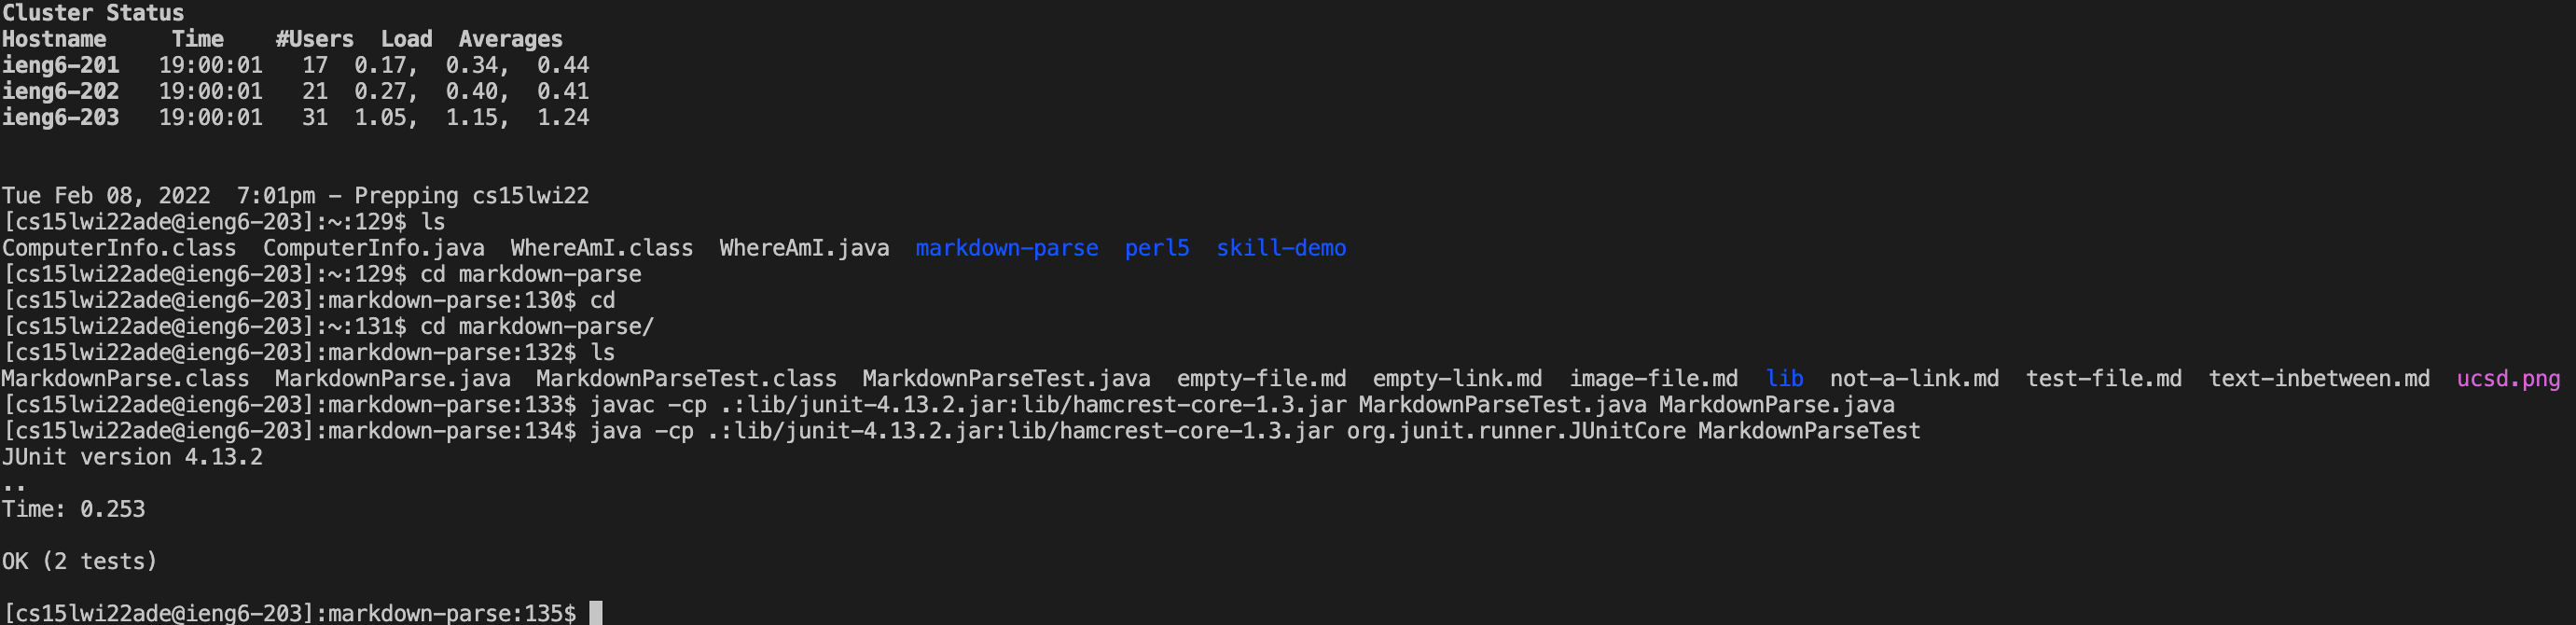 Cluster Status
Hostname     Time    #Users  Load  Averages
ieng6-201   19:00:01   17  0.17,  0.34,  0.44
ieng6-202   19:00:01   21  0.27,  0.40,  0.41
ieng6-203   19:00:01   31  1.05,  1.15,  1.24
Tue Feb 08, 2022  7:01pm - Prepping cs15lwi22
[cs15lwi22ade@ieng6-203]:~:129$ ls
ComputerInfo.class  ComputerInfo.java  WhereAmI.class  WhereAmI.java  markdown-parse  perl5  skill-demo
[cs15lwi22ade@ieng6-203]:~:129$ cd markdown-parse
[cs15lwi22ade@ieng6-203]:markdown-parse:130$ cd
[cs15lwi22ade@ieng6-203]:~:131$ cd markdown-parse/
[cs15lwi22ade@ieng6-203]:markdown-parse:132$ ls
MarkdownParse.class  MarkdownParse.java  MarkdownParseTest.class  MarkdownParseTest.java  empty-file.md  empty-link.md  image-file.md  lib  not-a-link.md  test-file.md  text-inbetween.md  ucsd.png
[cs15lwi22ade@ieng6-203]:markdown-parse:133$ javac -cp .:lib/junit-4.13.2.jar:lib/hamcrest-core-1.3.jar MarkdownParseTest.java MarkdownParse.java
[cs15lwi22ade@ieng6-203]:markdown-parse:134$ java -cp .:lib/junit-4.13.2.jar:lib/hamcrest-core-1.3.jar org.junit.runner.JUnitCore MarkdownParseTest
JUnit version 4.13.2
..
Time: 0.253
OK (2 tests)
[cs15lwi22ade@ieng6-203]:markdown-parse:135$